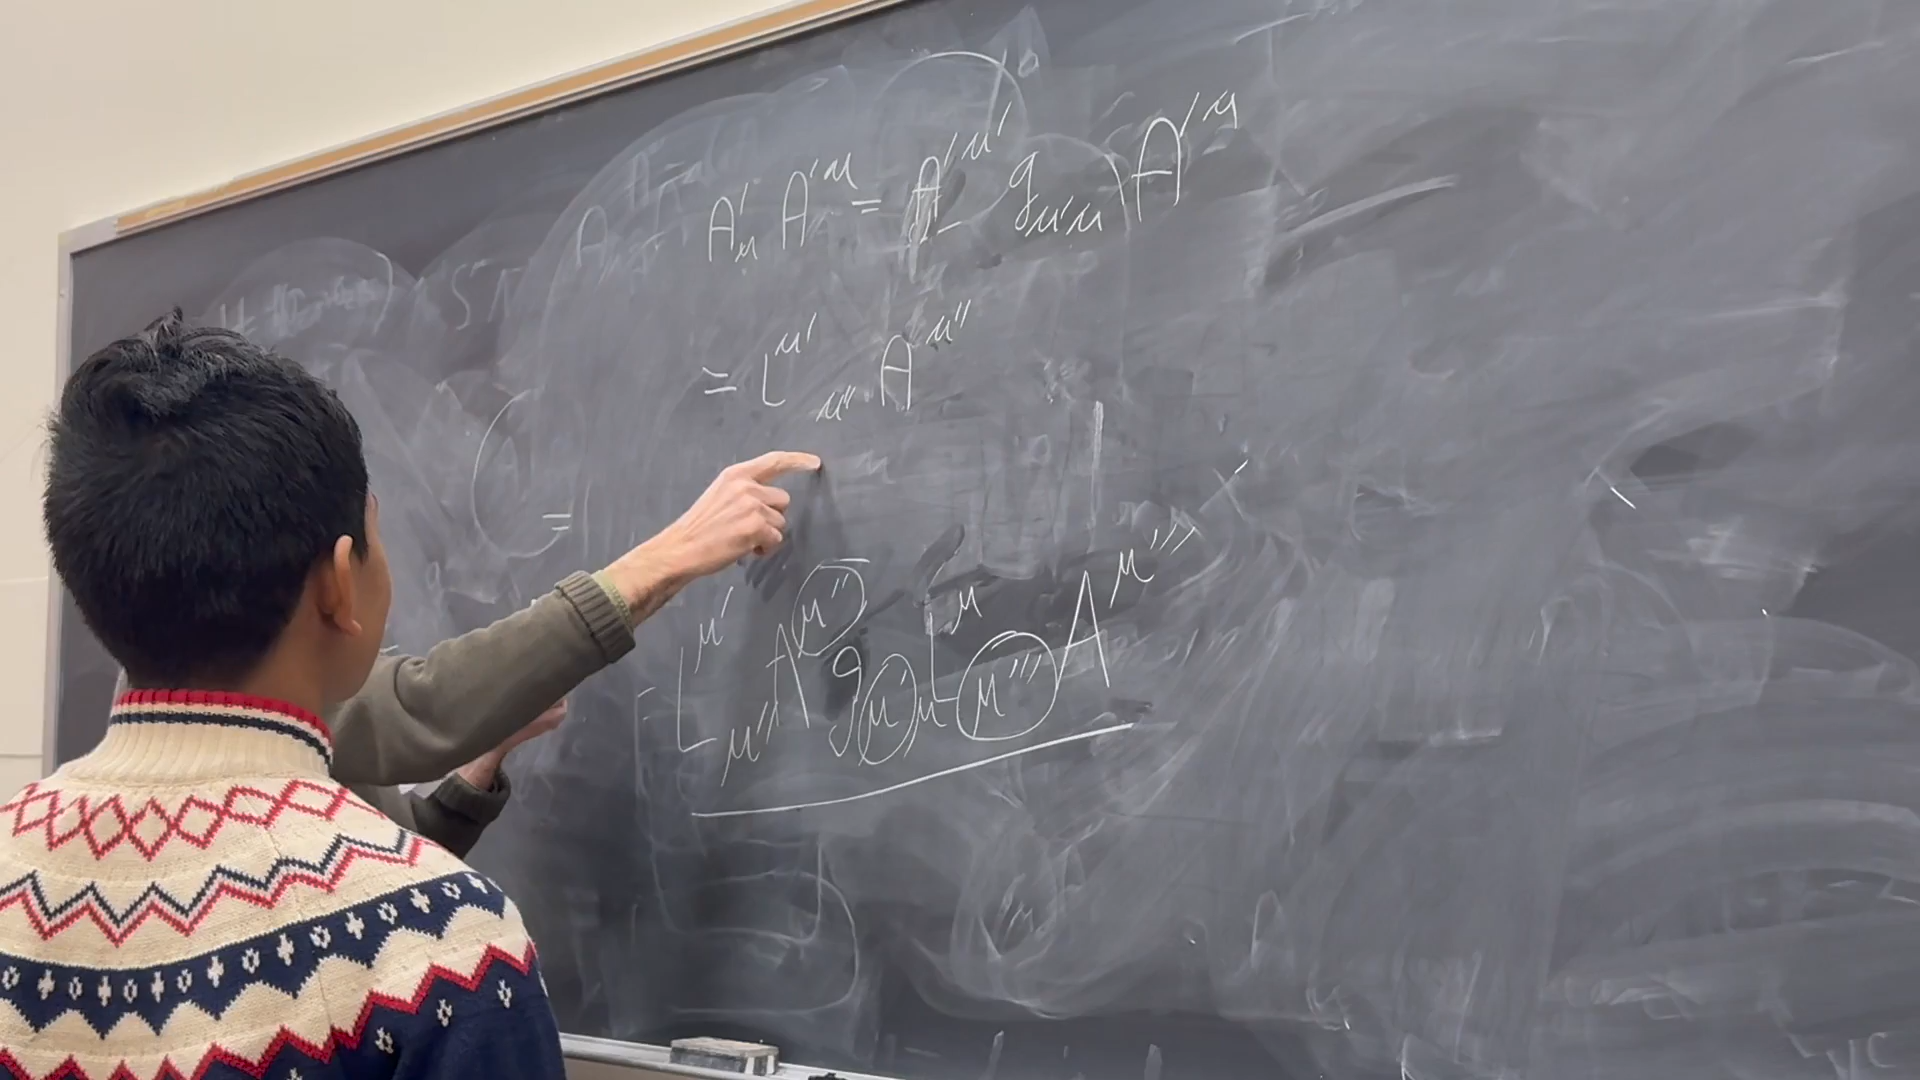 A'_μ A'^μ = A'^μ' g_μ'μ A'^μ
= L^μ'_μ'' A^μ''
=
= L^μ'_μ'' A^μ'' g_μ'μ L^μ_μ''' A^μ'''